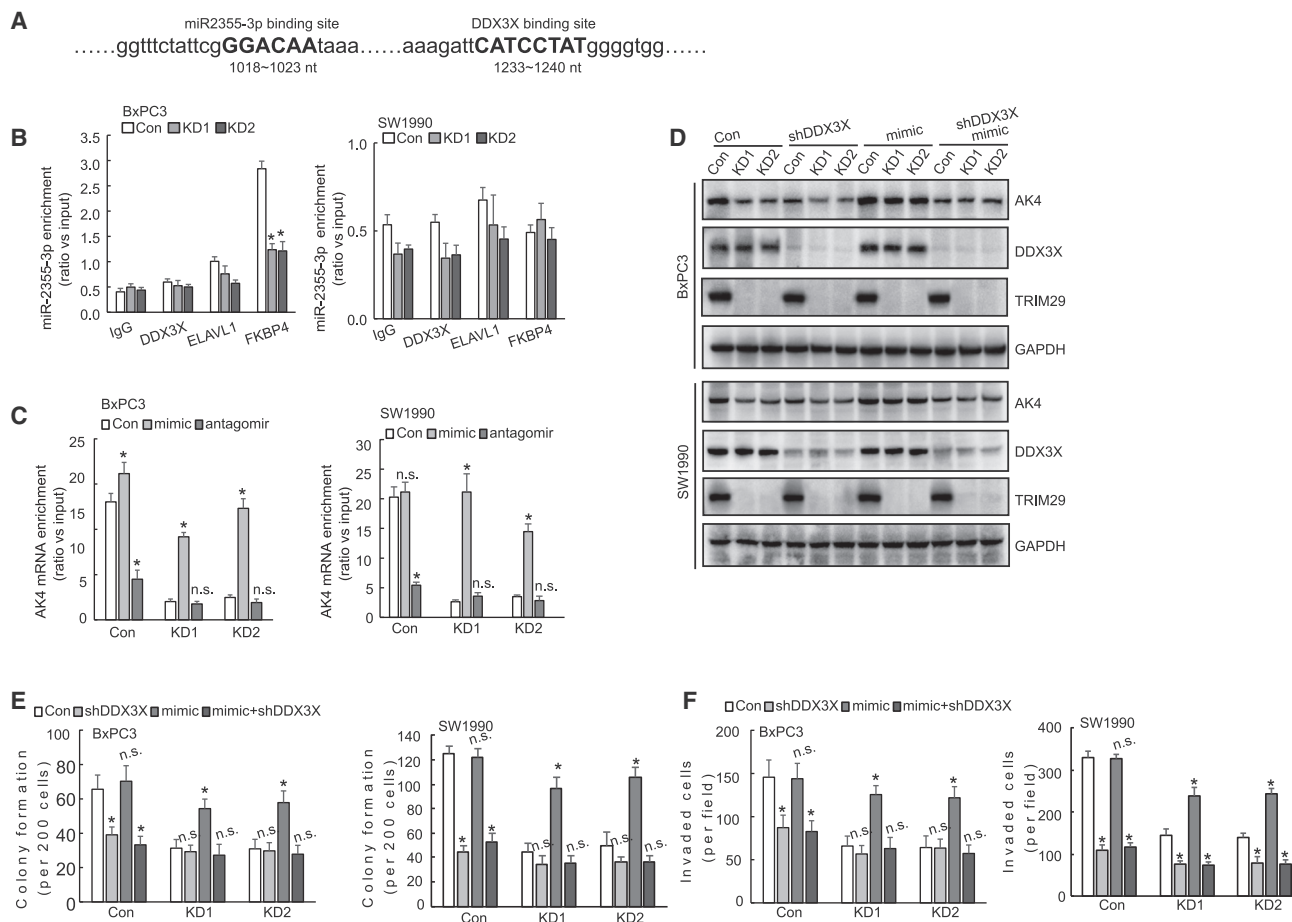 A
miR2355-3p binding site DDX3X binding site
......ggtttctattcgGGACAAtaaa......aaagattCATCCTATggggtgg......
1018~1023 nt 1233~1240 nt
B
BxPC3
Con KD1 KD2
miR-2355-3p enrichment
(ratio vs input)
3.5
3.0
2.5
2.0
1.5
1.0
0.5
0.0
* *
IgG DDX3X ELAVL1 FKBP4
SW1990
Con KD1 KD2
miR-2355-3p enrichment
(ratio vs input)
1.0
0.5
0.0
IgG DDX3X ELAVL1 FKBP4
C
BxPC3
Con mimic antagomir
AK4 mRNA enrichment
(ratio vs input)
25
20
15
10
5
0
* * * n.s. * n.s.
Con KD1 KD2
SW1990
Con mimic antagomir
AK4 mRNA enrichment
(ratio vs input)
30
25
20
15
10
5
0
n.s. * * n.s. * n.s.
Con KD1 KD2
D
Con shDDX3X mimic shDDX3X
mimic
Con KD1 KD2 Con KD1 KD2 Con KD1 KD2 Con KD1 KD2
BxPC3
AK4
DDX3X
TRIM29
GAPDH
SW1990
AK4
DDX3X
TRIM29
GAPDH
E
Con shDDX3X mimic mimic+shDDX3X
BxPC3
Colony formation
(per 200 cells)
100
80
60
40
20
0
* n.s. * n.s. * n.s. n.s. * n.s.
Con KD1 KD2
SW1990
Colony formation
(per 200 cells)
140
120
100
80
60
40
20
0
* n.s. * n.s. * n.s. n.s. * n.s.
Con KD1 KD2
F
Con shDDX3X mimic mimic+shDDX3X
BxPC3
Invaded cells
(per field)
200
150
100
50
0
* n.s. * n.s. * n.s. n.s. * n.s.
Con KD1 KD2
SW1990
Invaded cells
(per field)
400
300
200
100
0
* n.s. * * * * * * *
Con KD1 KD2